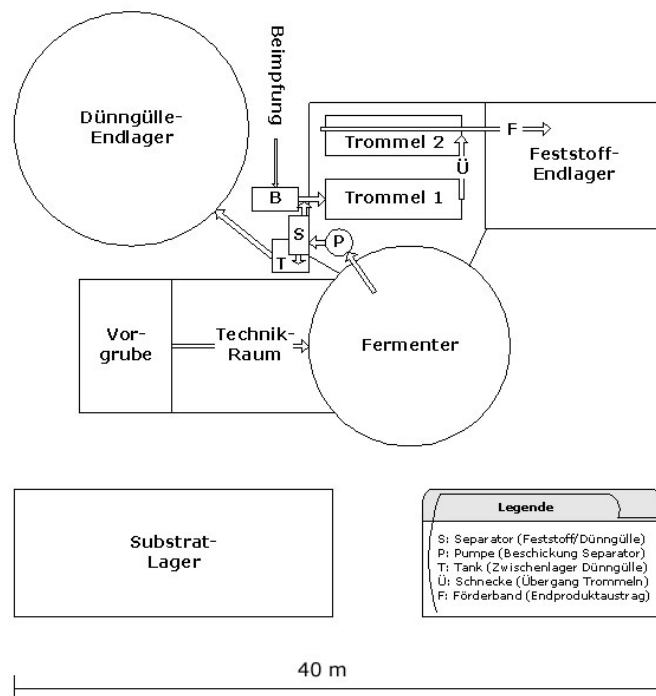 Beimpfung
Dünngülle-
Endlager
Trommel 2
F
Feststoff-
Endlager
Ü
B
Trommel 1
S
P
T
Vor-
grube
Technik-
Raum
Fermenter
Substrat-
Lager
Legende
S: Separator (Feststoff/Dünngülle)
P: Pumpe (Beschickung Separator)
T: Tank (Zwischenlager Dünngülle)
Ü: Schnecke (Übergang Trommeln)
F: Förderband (Endproduktaustrag)
40 m